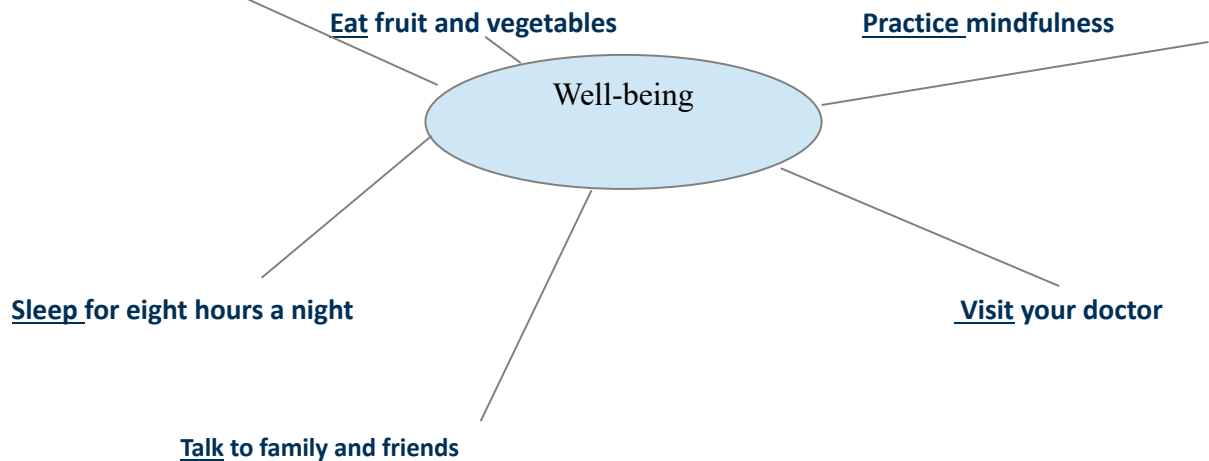 Eat fruit and vegetables
Practice mindfulness
Well-being
Sleep for eight hours a night
Visit your doctor
Talk to family and friends